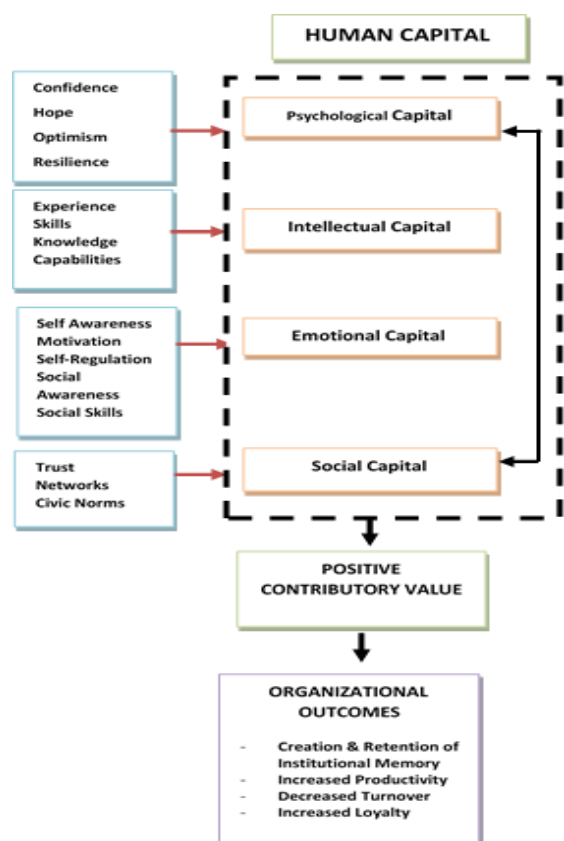 HUMAN CAPITAL
Confidence
Hope
Optimism
Resilience
Psychological Capital
Experience
Skills
Knowledge
Capabilities
Intellectual Capital
Self Awareness
Motivation
Self-Regulation
Social
Awareness
Social Skills
Emotional Capital
Trust
Networks
Civic Norms
Social Capital
POSITIVE
CONTRIBUTORY VALUE
ORGANIZATIONAL
OUTCOMES
- Creation & Retention of
Institutional Memory
- Increased Productivity
- Decreased Turnover
- Increased Loyalty